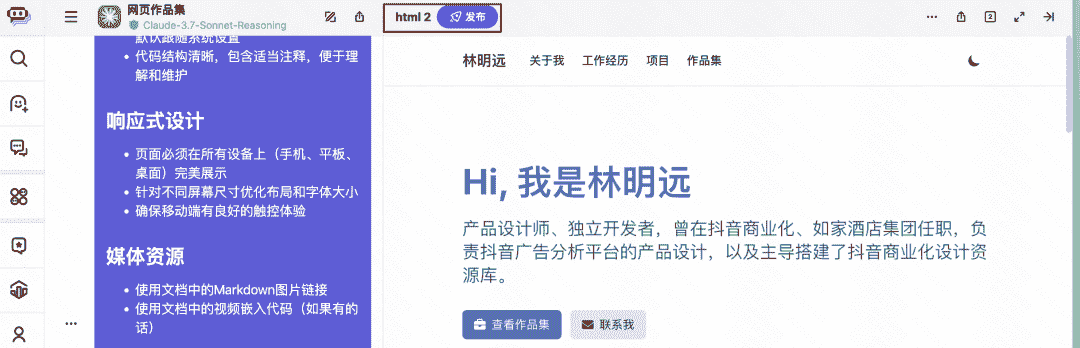 网页作品集
Claude-3.7-Sonnet-Reasoning
默认跟随系统设置
代码结构清晰，包含适当注释，便于理
解和维护
响应式设计
页面必须在所有设备上（手机、平板、
桌面）完美展示
针对不同屏幕尺寸优化布局和字体大小
确保移动端有良好的触控体验
媒体资源
使用文档中的Markdown图片链接
使用文档中的视频嵌入代码（如果有的
话）
html 2 发布
2
林明远 关于我 工作经历 项目 作品集
Hi, 我是林明远
产品设计师、独立开发者，曾在抖音商业化、如家酒店集团任职，负
责抖音广告分析平台的产品设计，以及主导搭建了抖音商业化设计资
源库。
查看作品集 联系我